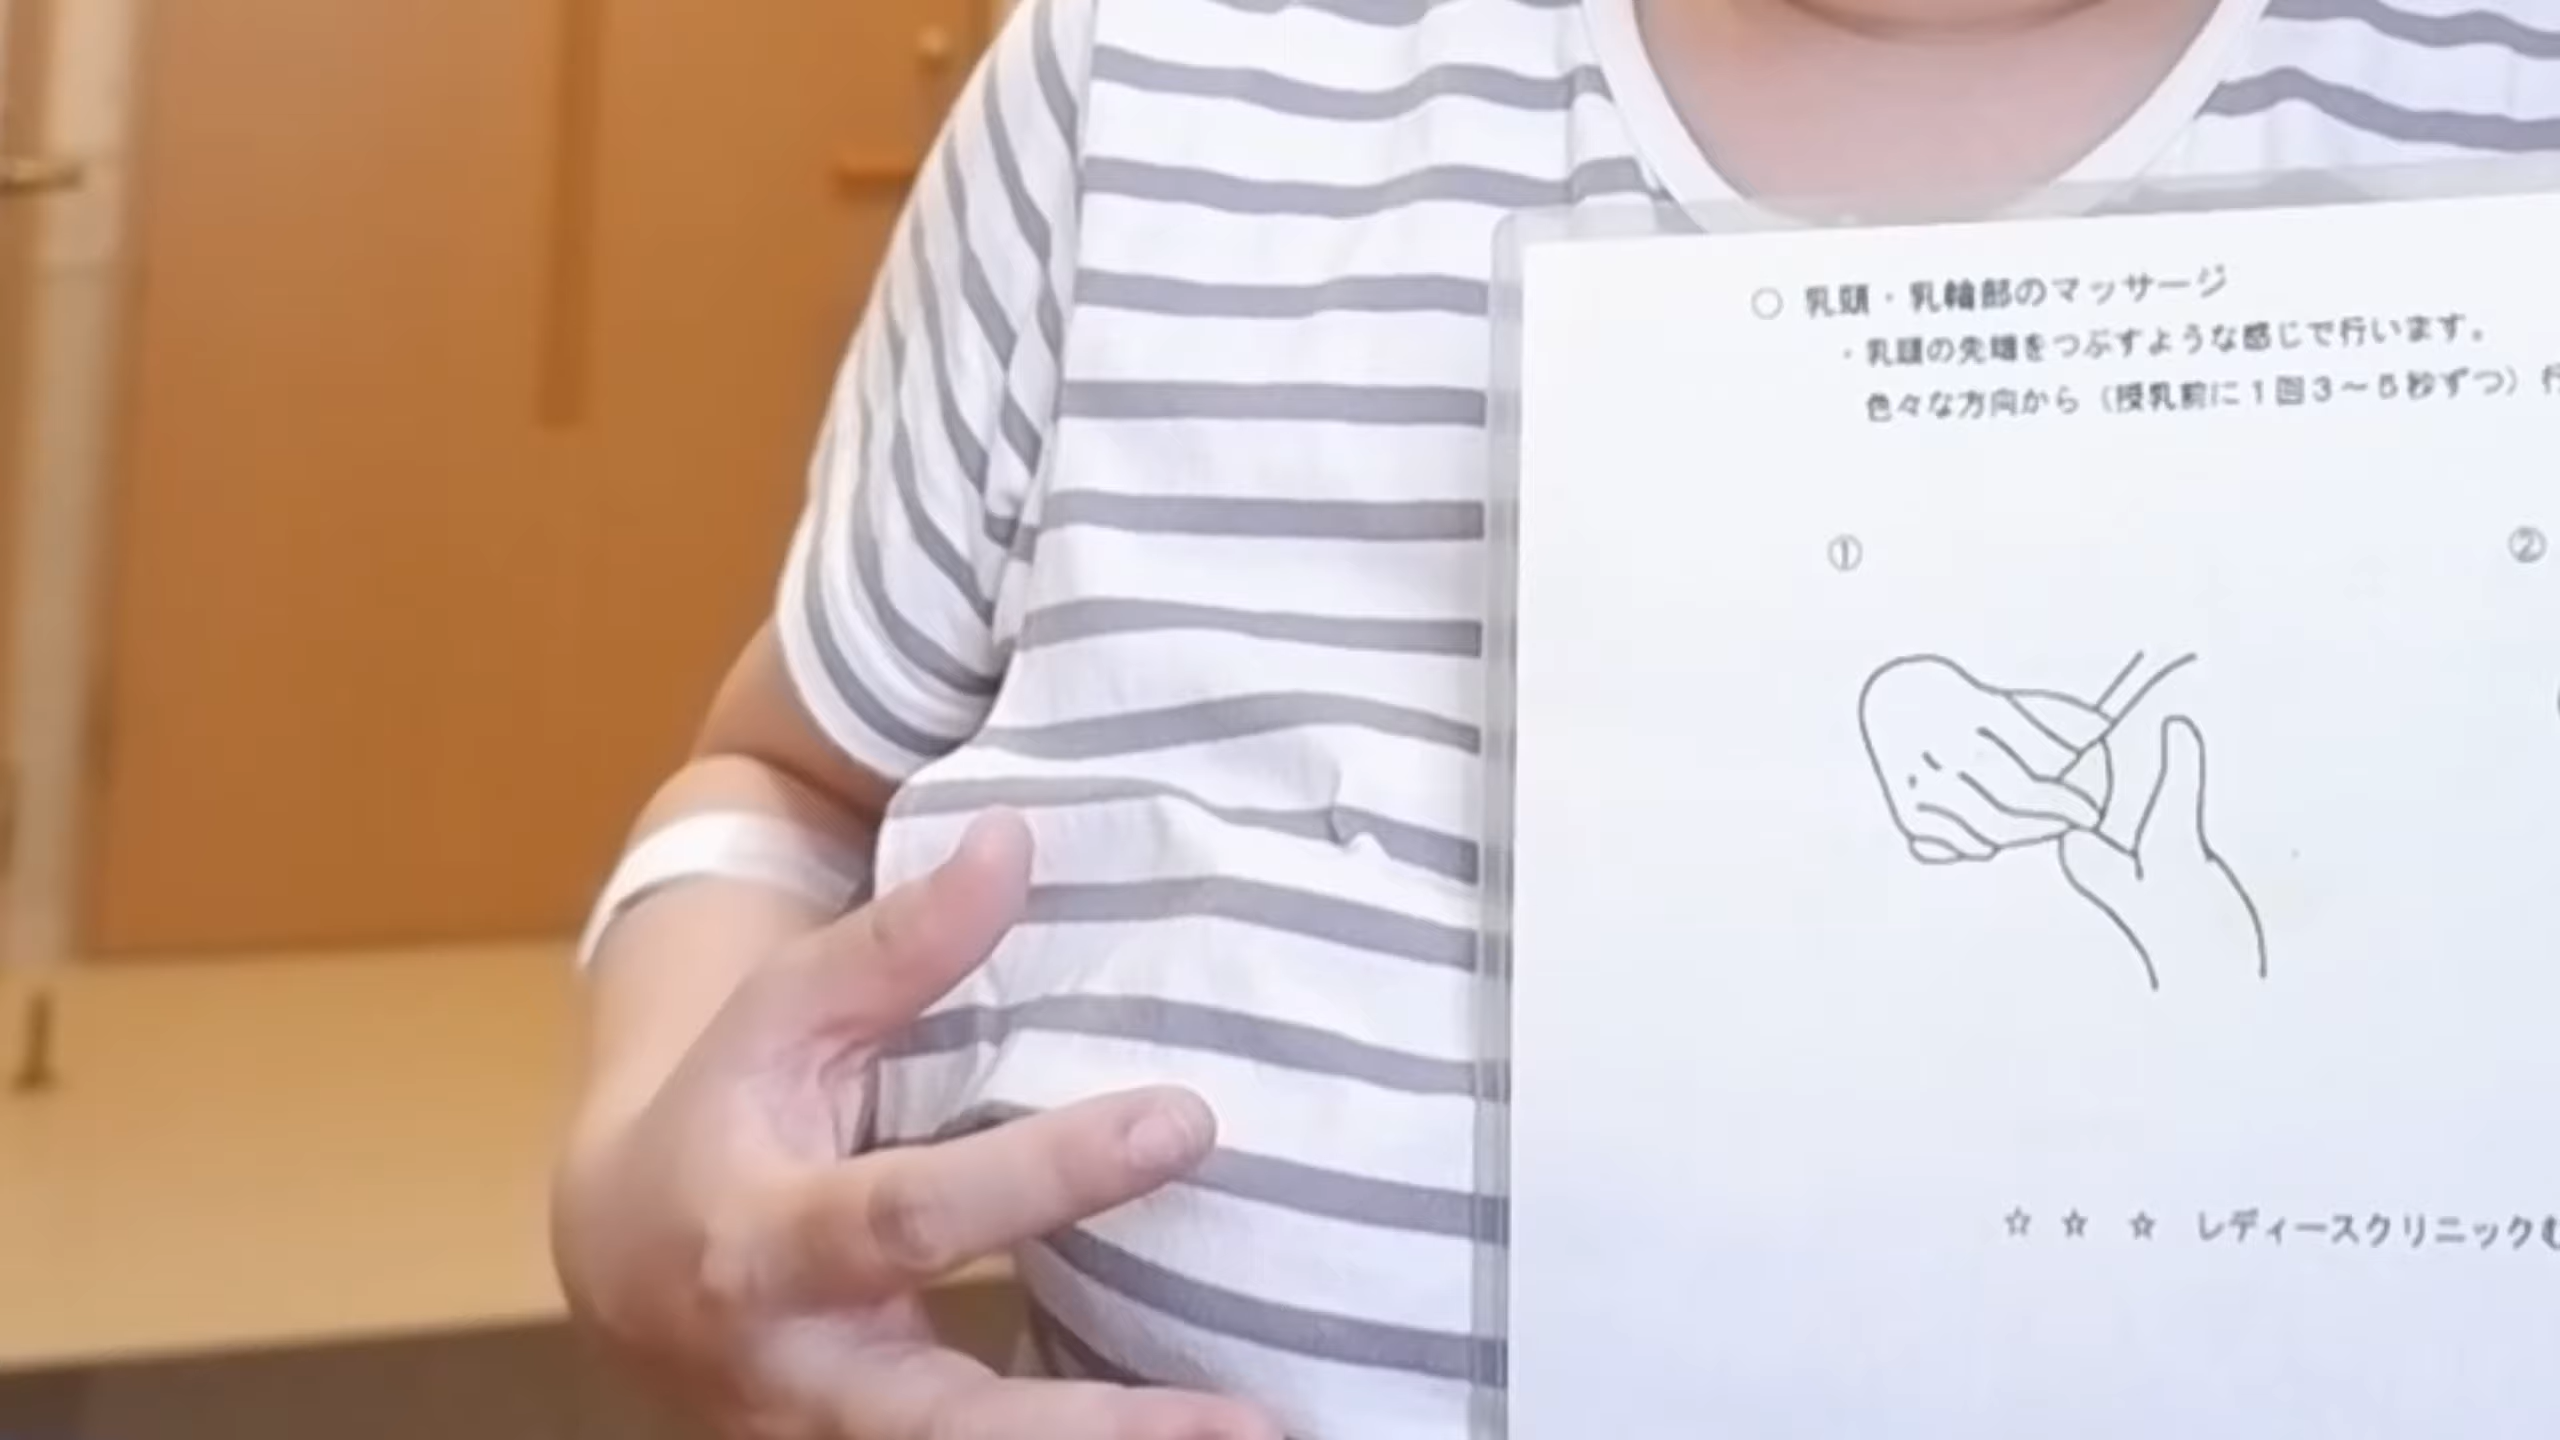 ○ 乳頭・乳輪部のマッサージ
・乳頭の先端をつぶすような感じで行います。
色々な方向から（授乳前に１回３～５秒ずつ）行
①
②
☆ ☆ ☆ レディースクリニックむ